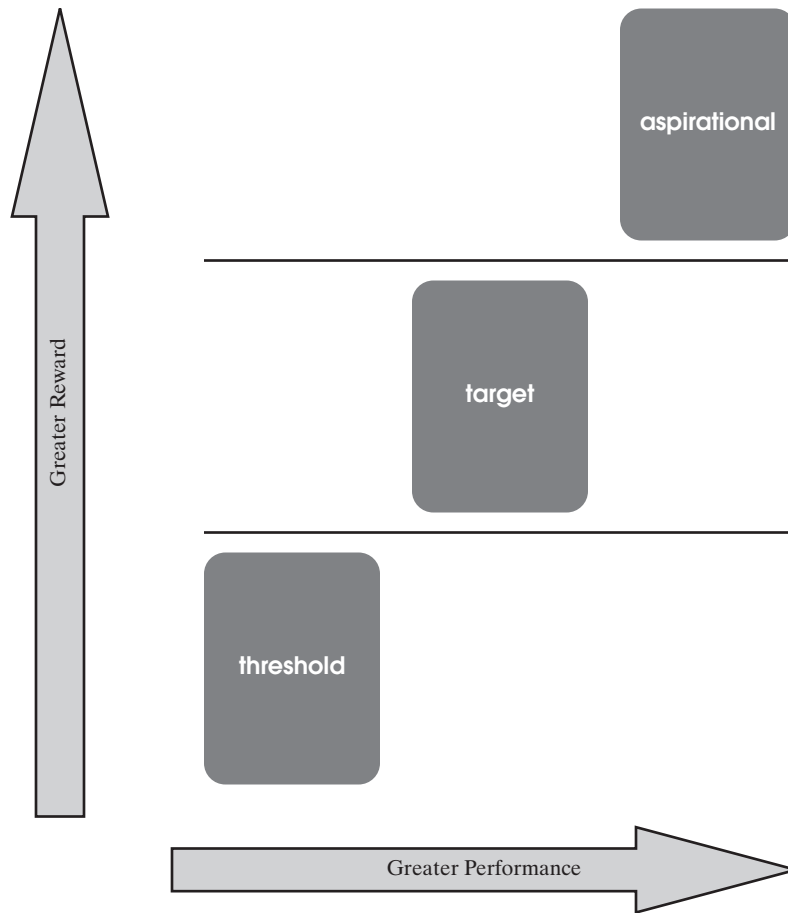 aspirational
Greater Reward
target
threshold
Greater Performance